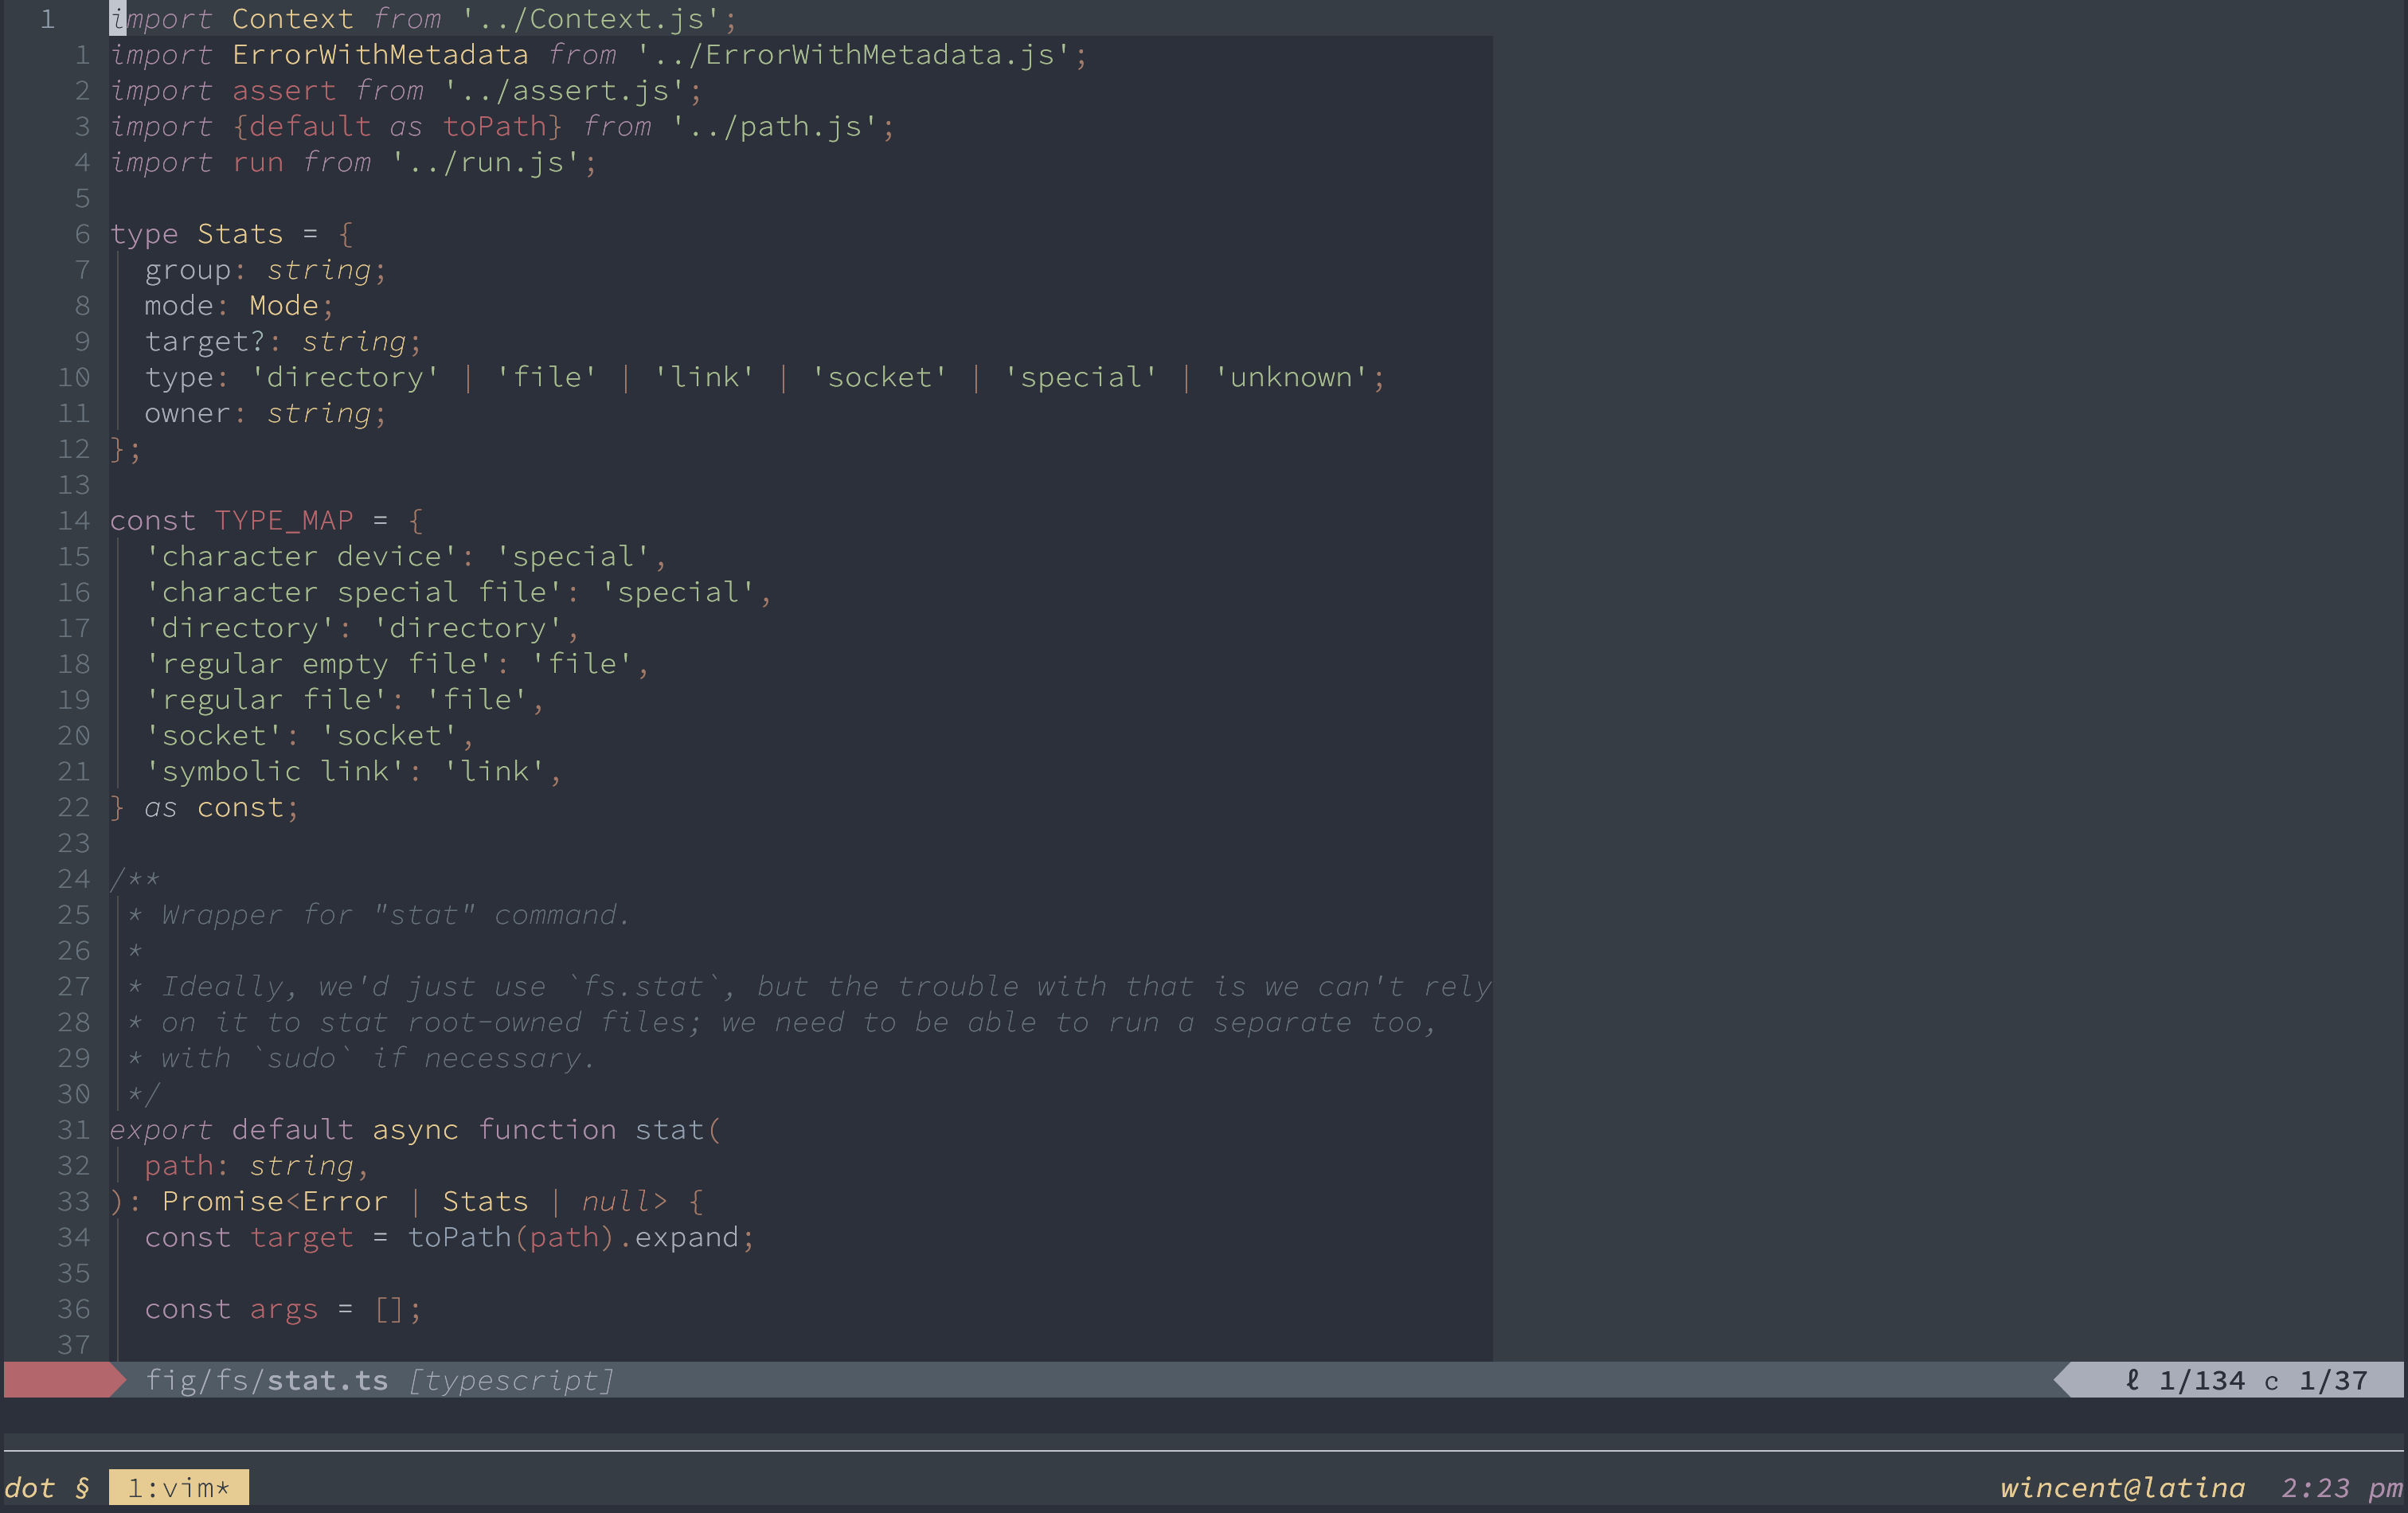 1 import Context from '../Context.js';
1 import ErrorWithMetadata from '../ErrorWithMetadata.js';
2 import assert from '../assert.js';
3 import {default as toPath} from '../path.js';
4 import run from '../run.js';
5
6 type Stats = {
7   group: string;
8   mode: Mode;
9   target?: string;
10   type: 'directory' | 'file' | 'link' | 'socket' | 'special' | 'unknown';
11   owner: string;
12 };
13
14 const TYPE_MAP = {
15   'character device': 'special',
16   'character special file': 'special',
17   'directory': 'directory',
18   'regular empty file': 'file',
19   'regular file': 'file',
20   'socket': 'socket',
21   'symbolic link': 'link',
22 } as const;
23
24 /**
25  * Wrapper for "stat" command.
26  *
27  * Ideally, we'd just use `fs.stat`, but the trouble with that is we can't rely
28  * on it to stat root-owned files; we need to be able to run a separate too,
29  * with `sudo` if necessary.
30  */
31 export default async function stat(
32   path: string,
33 ): Promise<Error | Stats | null> {
34   const target = toPath(path).expand;
35
36   const args = [];
37
fig/fs/stat.ts [typescript] ℓ 1/134 c 1/37
dot § 1:vim* wincent@latina 2:23 pm